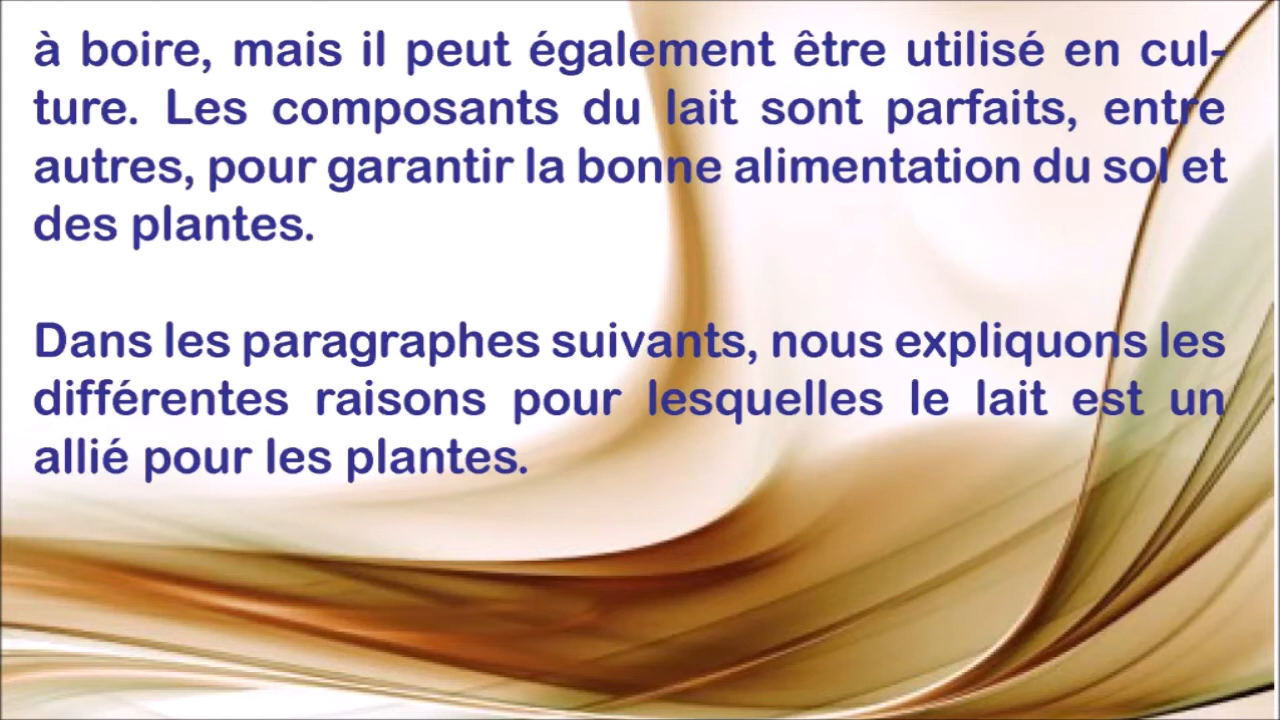 à boire, mais il peut également être utilisé en cul-
ture. Les composants du lait sont parfaits, entre
autres, pour garantir la bonne alimentation du sol et
des plantes.
Dans les paragraphes suivants, nous expliquons les
différentes raisons pour lesquelles le lait est un
allié pour les plantes.